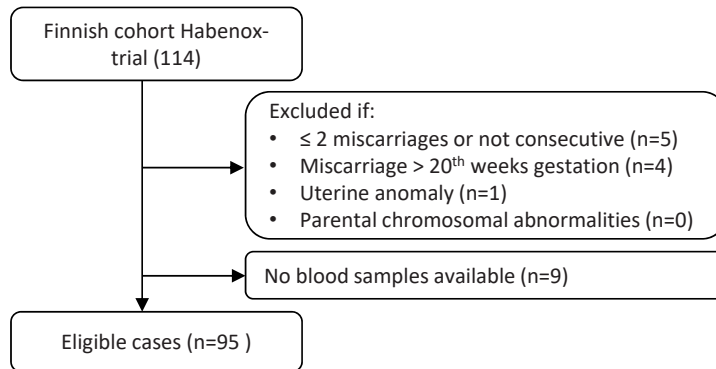 Finnish cohort Habenox-
trial (114)
Excluded if:
• ≤ 2 miscarriages or not consecutive (n=5)
• Miscarriage > 20th weeks gestation (n=4)
• Uterine anomaly (n=1)
• Parental chromosomal abnormalities (n=0)
No blood samples available (n=9)
Eligible cases (n=95 )